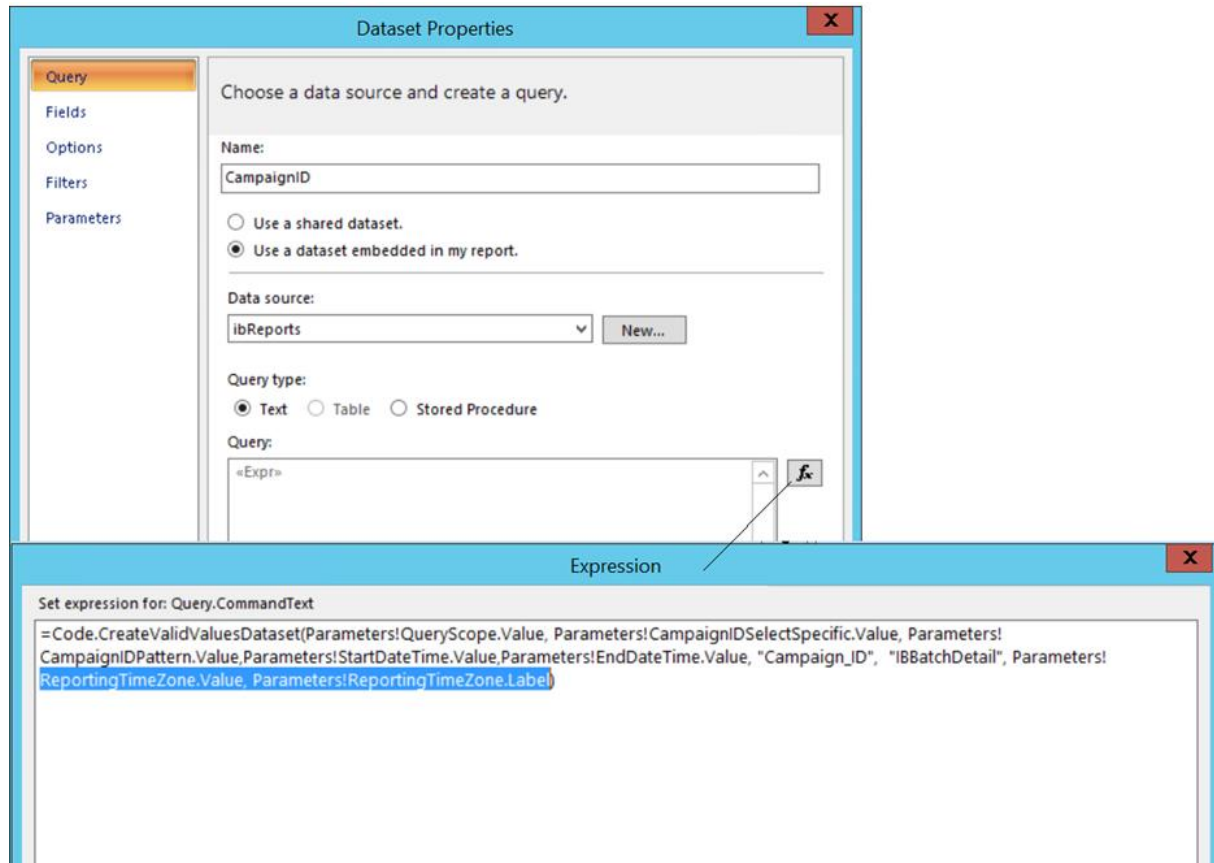 Dataset Properties
X
Query
Fields
Options
Filters
Parameters
Choose a data source and create a query.
Name:
CampaignID
Use a shared dataset.
Use a dataset embedded in my report.
Data source:
ibReports
New...
Query type:
Text
Table
Stored Procedure
Query:
«Expr»
fx
Expression
X
Set expression for: Query.CommandText
=Code.CreateValidValuesDataset(Parameters!QueryScope.Value, Parameters!CampaignIDSelectSpecific.Value, Parameters!
CampaignIDPattern.Value,Parameters!StartDateTime.Value,Parameters!EndDateTime.Value, "Campaign_ID",  "IBBatchDetail", Parameters!
ReportingTimeZone.Value, Parameters!ReportingTimeZone.Label)